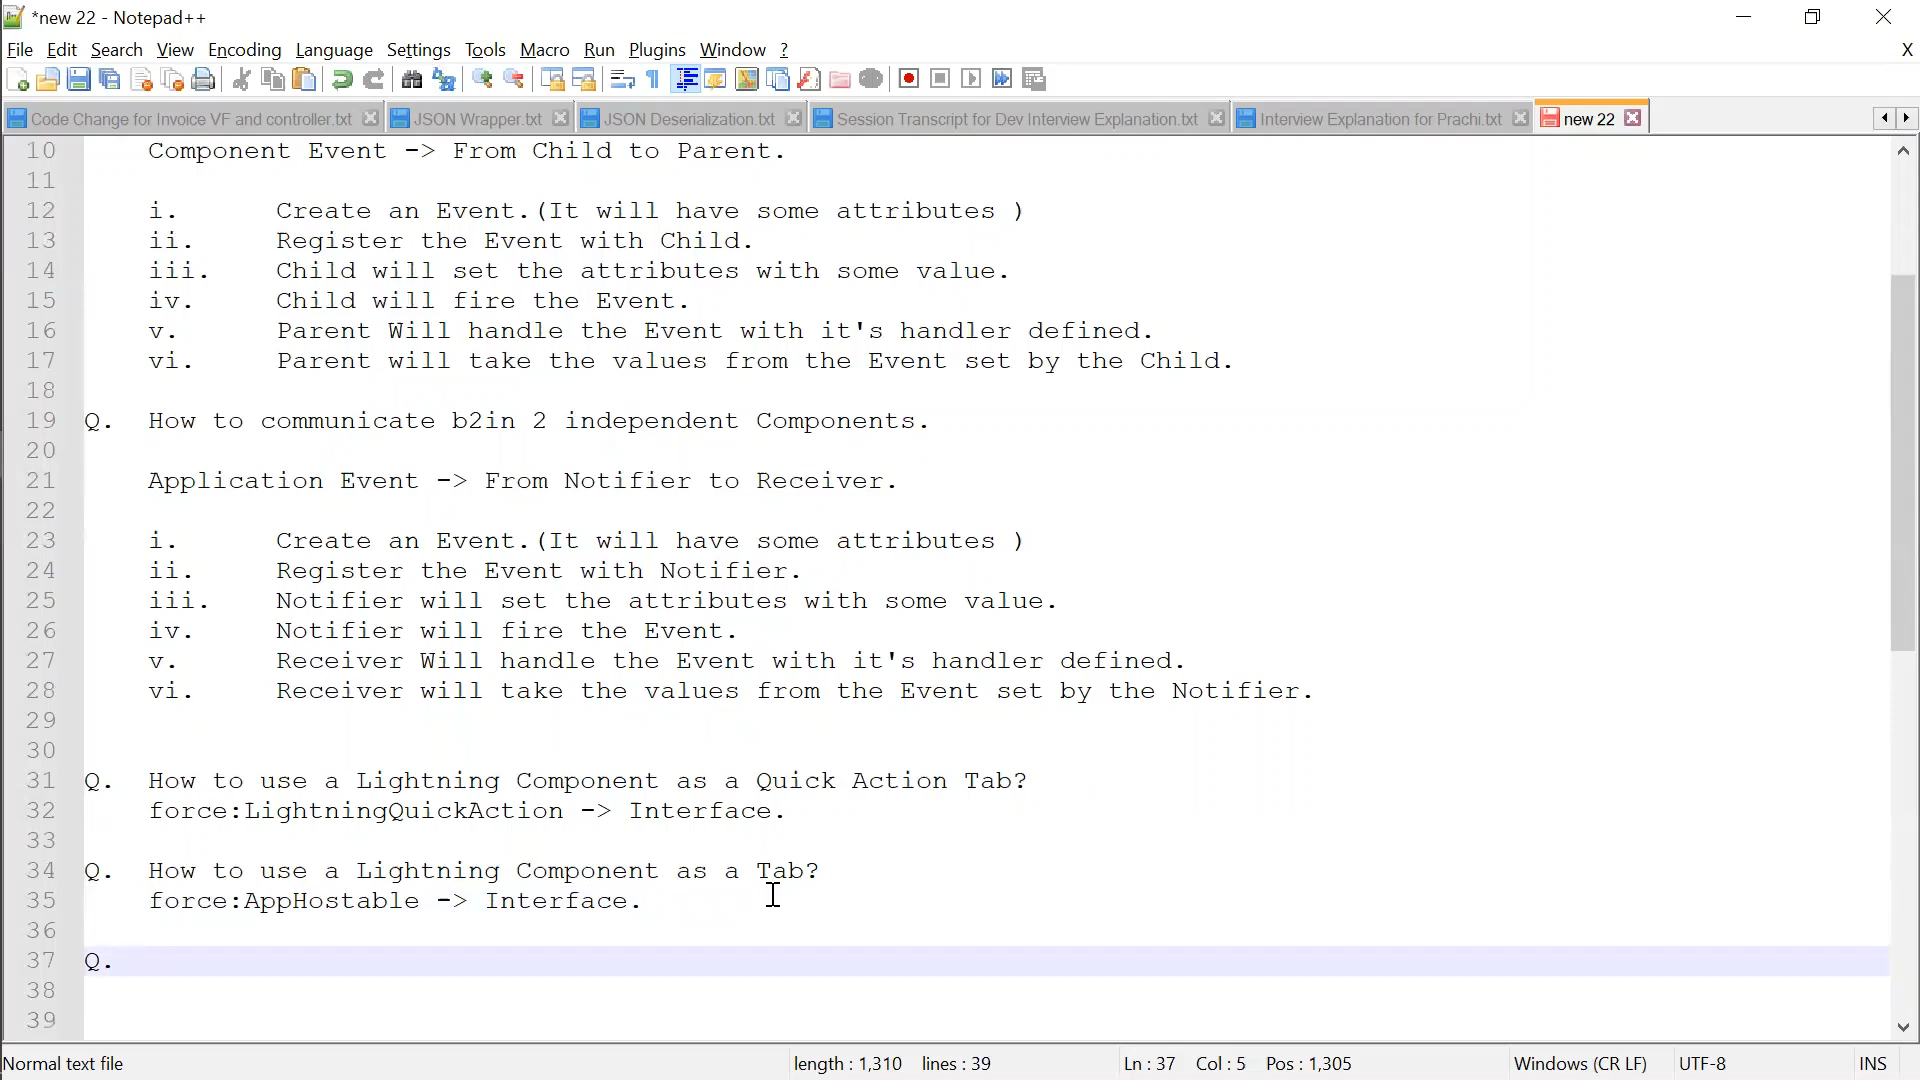 *new 22 - Notepad++
File Edit Search View Encoding Language Settings Tools Macro Run Plugins Window ? X
Code Change for Invoice VF and controller.txt JSON Wrapper.txt JSON Deserialization.txt Session Transcript for Dev Interview Explanation.txt Interview Explanation for Prachi.txt new 22
10 Component Event -> From Child to Parent.
11
12 i. Create an Event.(It will have some attributes )
13 ii. Register the Event with Child.
14 iii. Child will set the attributes with some value.
15 iv. Child will fire the Event.
16 v. Parent Will handle the Event with it's handler defined.
17 vi. Parent will take the values from the Event set by the Child.
18
19 Q. How to communicate b2in 2 independent Components.
20
21 Application Event -> From Notifier to Receiver.
22
23 i. Create an Event.(It will have some attributes )
24 ii. Register the Event with Notifier.
25 iii. Notifier will set the attributes with some value.
26 iv. Notifier will fire the Event.
27 v. Receiver Will handle the Event with it's handler defined.
28 vi. Receiver will take the values from the Event set by the Notifier.
29
30
31 Q. How to use a Lightning Component as a Quick Action Tab?
32 force:LightningQuickAction -> Interface.
33
34 Q. How to use a Lightning Component as a Tab?
35 force:AppHostable -> Interface.
36
37 Q.
38
39
Normal text file length : 1,310 lines : 39 Ln : 37 Col : 5 Pos : 1,305 Windows (CR LF) UTF-8 INS